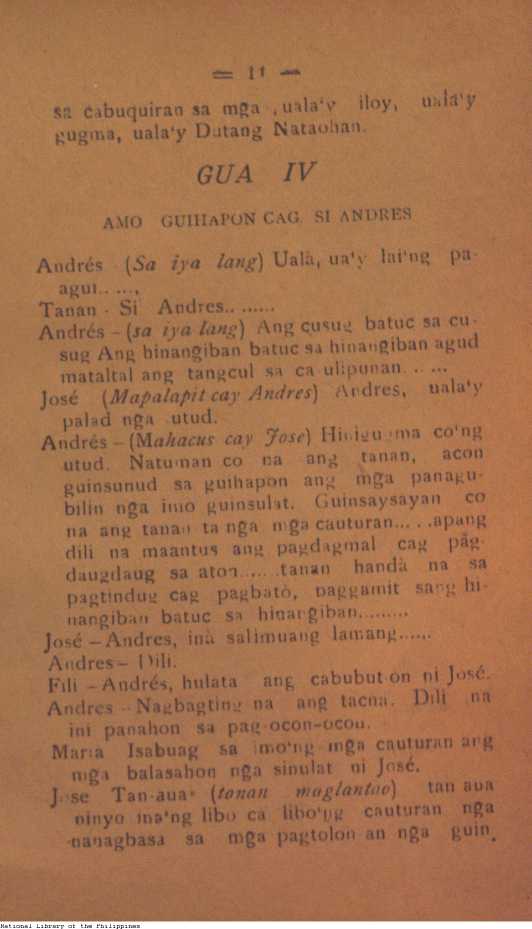 = 11 —
sa cabuquiran sa mga , uala'y iloy, uala'y
gugma, uala'y Dutang Nataohan.
GUA IV
AMO GUIHAPON CAG. SI ANDRES
Andrés (Sa iya lang) Ualà, ua'y lai'ng pa-
agui......,
Tanan - Si Andres.. ......
Andrés – (sa iya lang) Ang cusug batuc sa cu-
sug Ang hinangiban batuc sa hinangiban agud
mataltal ang tangcul sa ca ulipunan. . ...
José (Mapalapit cay Andres) Andres, uala'y
palad nga utud.
Andrés – (Mahacus cay Jose) Hinigugma co'ng
utud. Natuman co na ang tanan, acon
guinsunud sa guihapon ang mga panagu-
bilin nga imo guinsulat. Guinsaysayan co
na ang tanan ta nga mga cauturan... . .apang
dili na maantus ang pagdagmal cag pâg-
daugdaug sa aton.......tanan handà na sa
pagtindug cag pagbatò, paggamit sang hi-
nangiban batuc sa hinangiban.........
José – Andres, inà salimuang lamang......
Andres – Dili.
Fili – Andrés, hulata ang cabubut-on ni José.
Andres – Nagbagting na ang tacna. Dili na
ini panahon sa pag-ocon-ocon.
Maria Isabuag sa imo'ng mga cauturan ang
mga balasahon nga sinulat ni José.
Jose Tan-aua (tanan maglantao) tan aua
ninyo ina'ng libo ca libo'ng cauturan nga
nanagbasa sa mga pagtolon-an nga guin
National Library of the Philippines